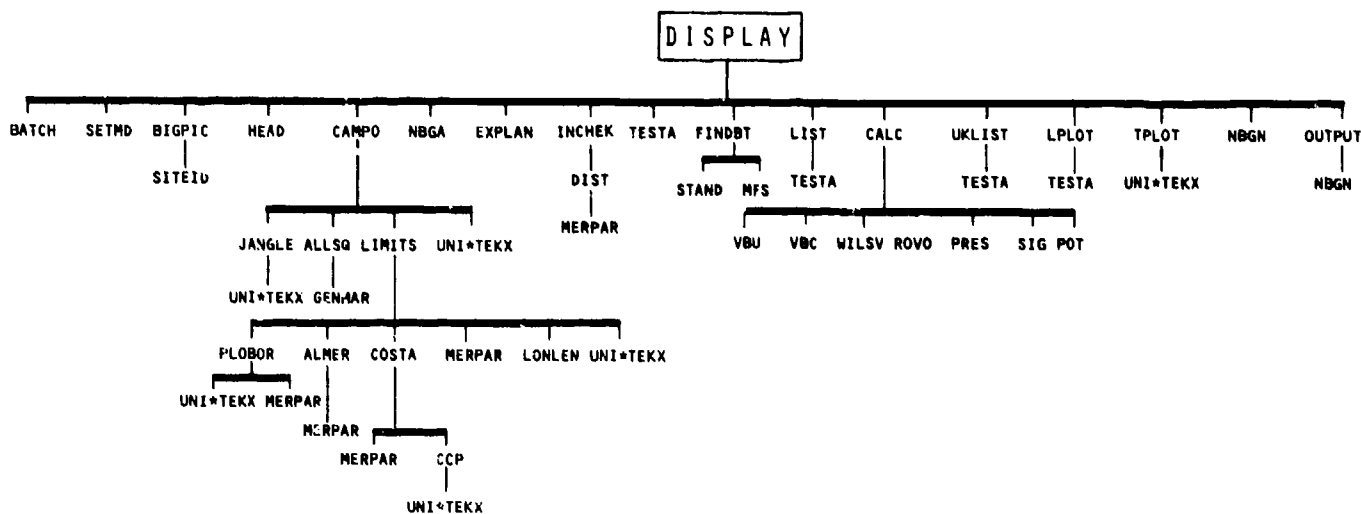 DISPLAY
BATCH SETMD BIGPIC HEAD CAMPO NBGA EXPLAN INCHEK TESTA FINDBT LIST CALC UKLIST LPLOT TPLOT NBGN OUTPUT
SITEID STAND MFS DIST TESTA TESTA TESTA UNI*TEKX NBGN
MERPAR
JANGLE ALLSQ LIMITS UNI*TEKX VBU VBC WILSV ROVO PRES SIG POT
UNI*TEKX GENMAR
PLOBOR ALMER COSTA MERPAR LONLEN UNI*TEKX
UNI*TEKX MERPAR
MERPAR
MERPAR CCP
UNI*TEKX